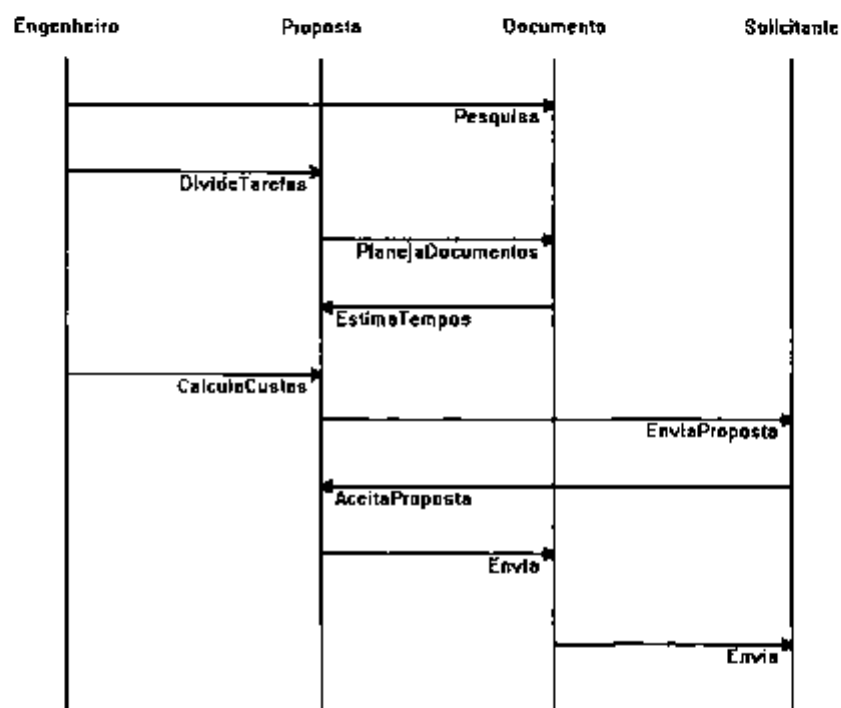 Engenheiro Proposta Documento Solicitante
Pesquisa
DivideTarefas
PlanejaDocumentos
EstimaTempos
CalculaCustos
EnviaProposta
AceitaProposta
Envia
Envia